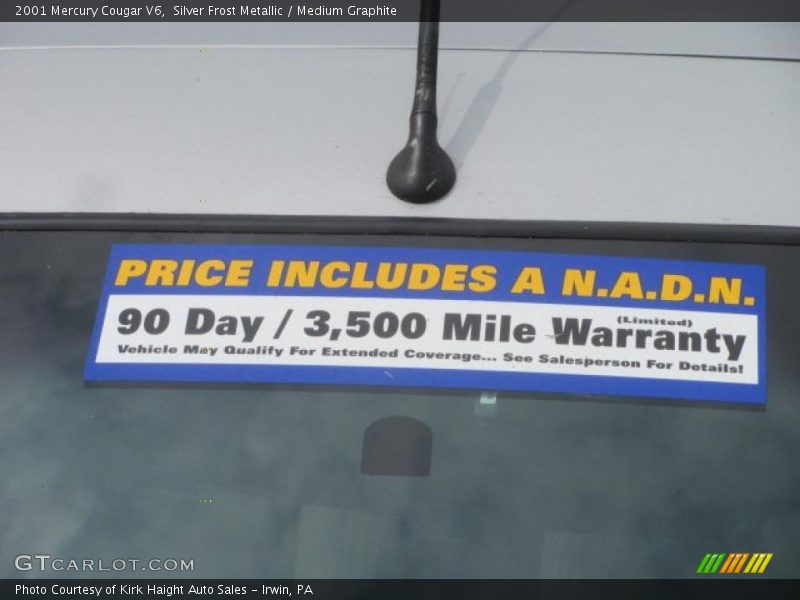 2001 Mercury Cougar V6, Silver Frost Metallic / Medium Graphite
PRICE INCLUDES A N.A.D.N.
(Limited)
90 Day / 3,500 Mile Warranty
Vehicle May Qualify For Extended Coverage... See Salesperson For Details!
GTCARLOT.COM
Photo Courtesy of Kirk Haight Auto Sales - Irwin, PA